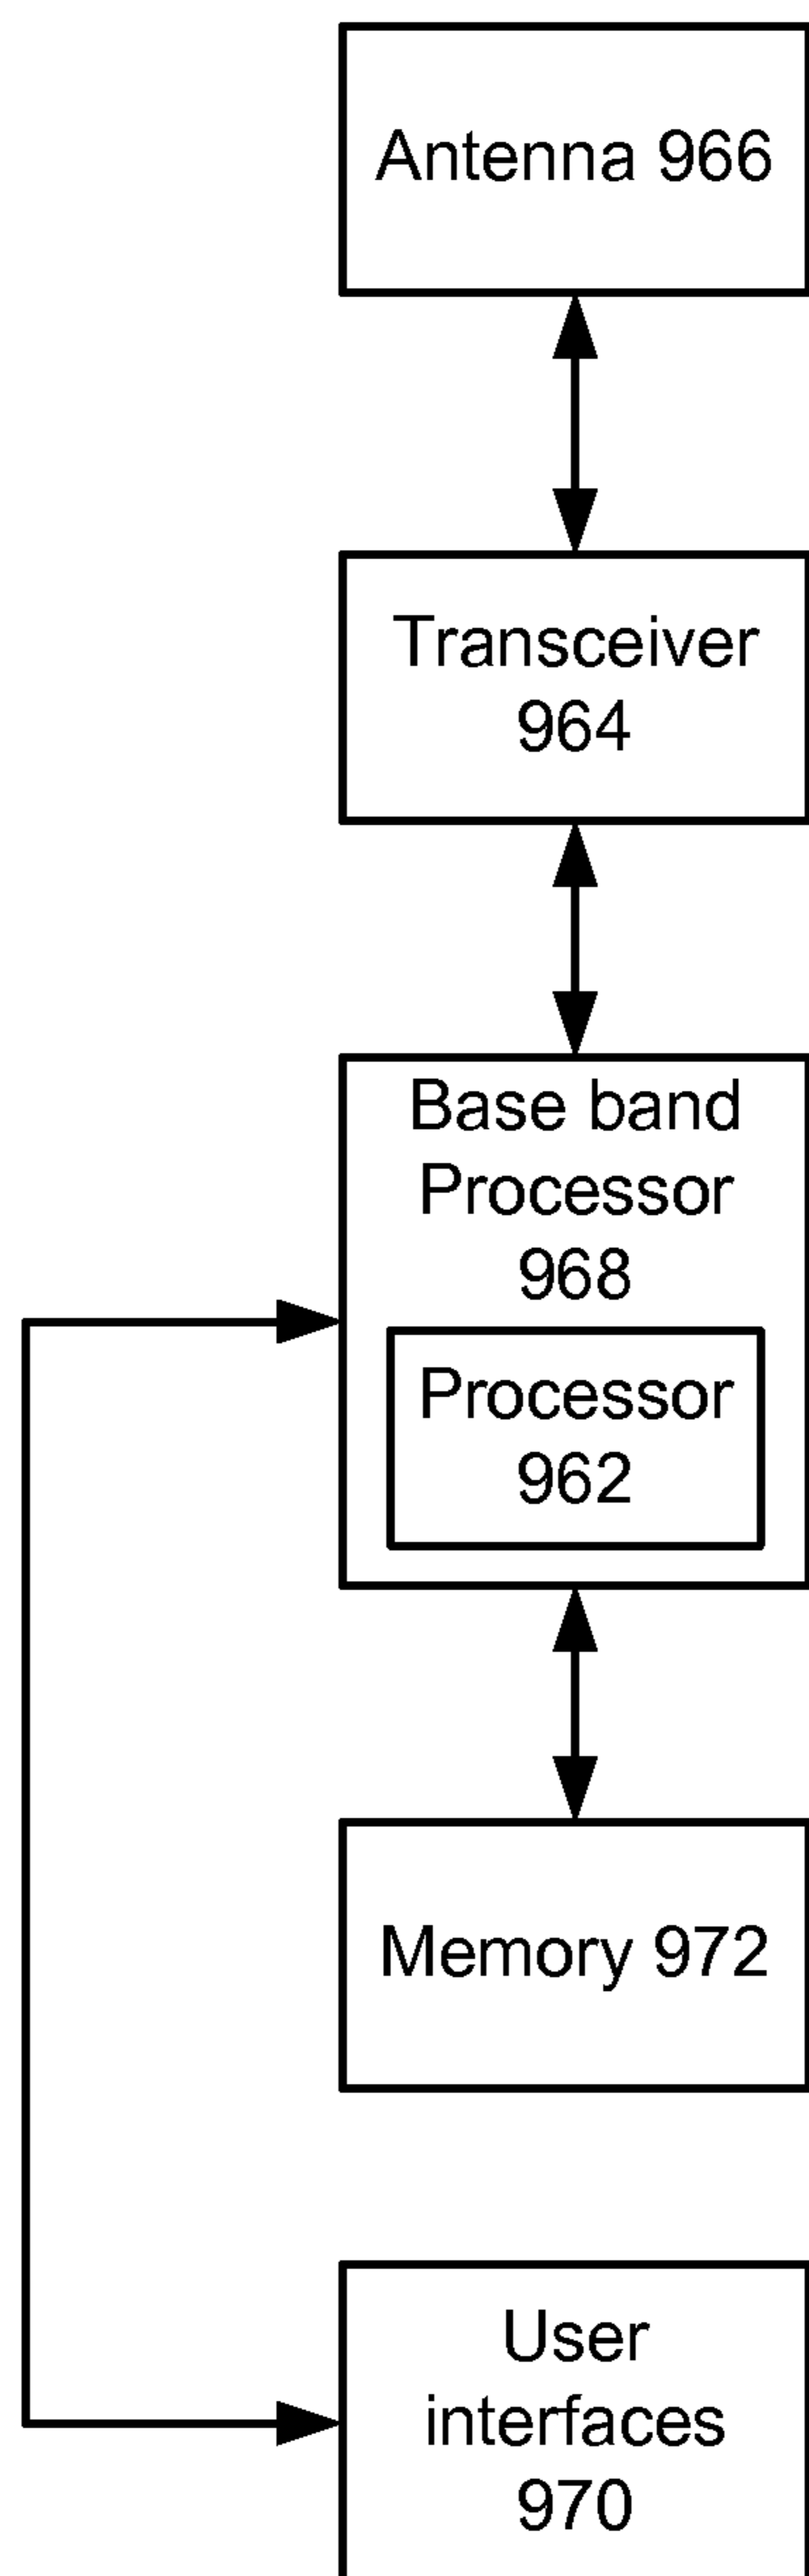 Antenna 966
Transceiver
964
Base band
Processor
968
Processor
962
Memory 972
User
interfaces
970